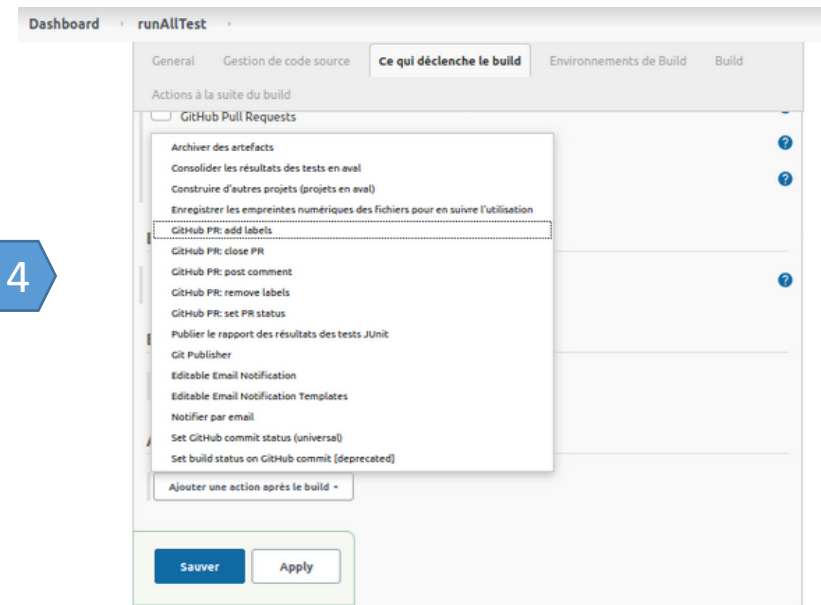 Dashboard runAllTest
General Gestion de code source Ce qui déclenche le build Environnements de Build Build
Actions à la suite du build
GitHub Pull Requests
?
Archiver des artefacts
?
Consolider les résultats des tests en aval
?
Construire d'autres projets (projets en aval)
Enregistrer les empreintes numériques des fichiers pour en suivre l'utilisation
GitHub PR: add labels
GitHub PR: close PR
4
GitHub PR: post comment
?
GitHub PR: remove labels
GitHub PR: set PR status
Publier le rapport des résultats des tests JUnit
Git Publisher
Editable Email Notification
Editable Email Notification Templates
Notifier par email
Set GitHub commit status (universal)
Set build status on GitHub commit [deprecated]
Ajouter une action après le build
Sauver Apply